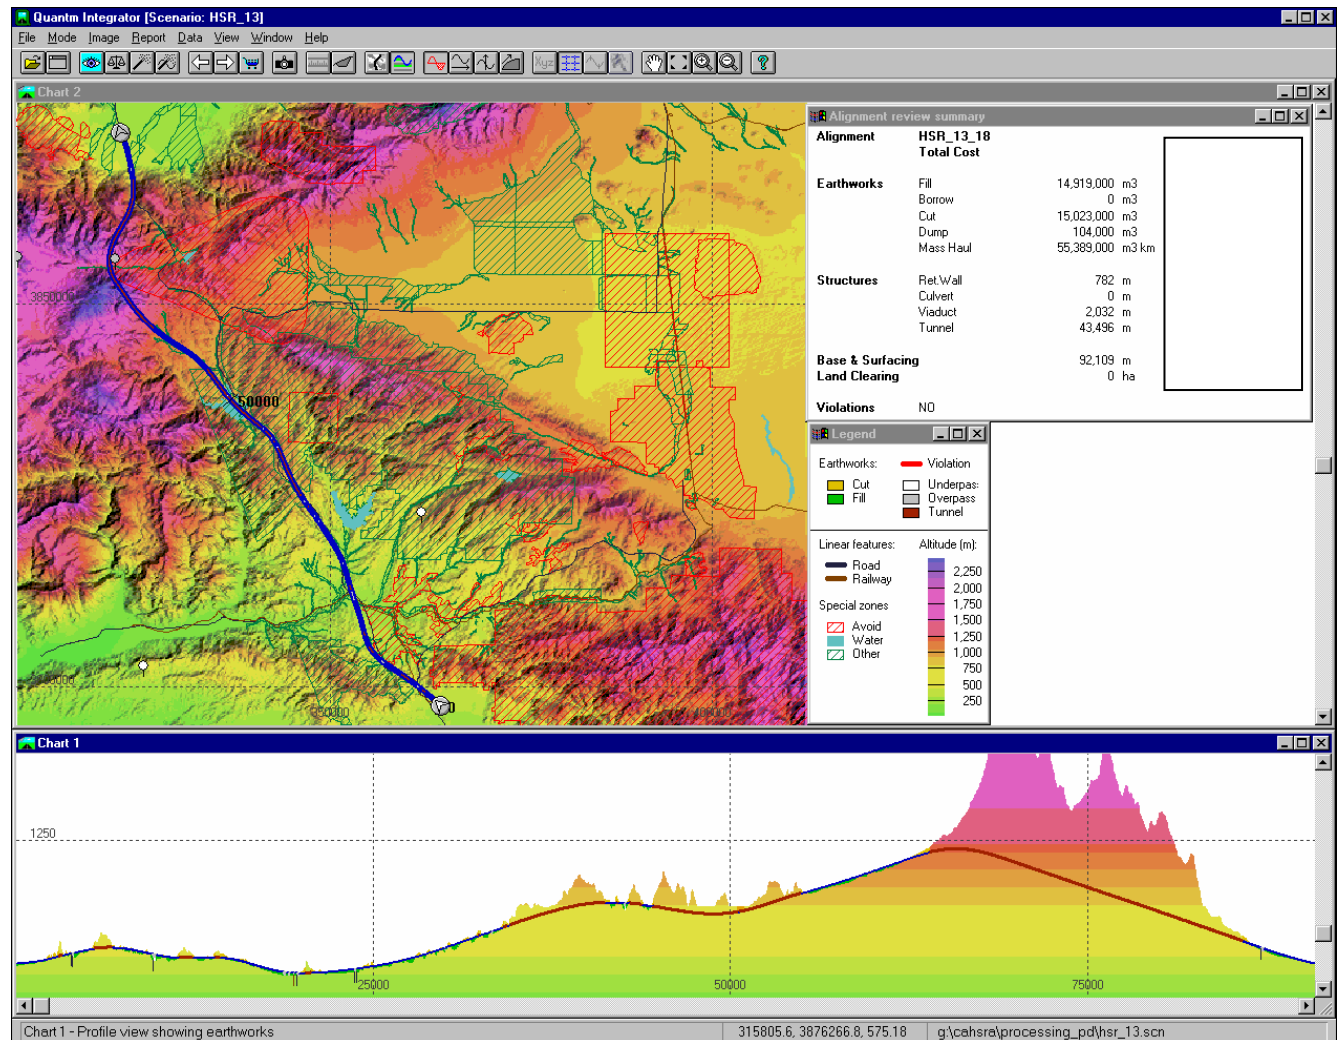 Quantm Integrator [Scenario: HSR_13]
File Mode Image Report Data View Window Help
Xyz
Chart 2
3850000
50000
0
350000
400000
Alignment review summary
Alignment HSR_13_18
Total Cost
Earthworks Fill 14,919,000 m3
Borrow 0 m3
Cut 15,023,000 m3
Dump 104,000 m3
Mass Haul 55,389,000 m3 km
Structures Ret.Wall 782 m
Culvert 0 m
Viaduct 2,032 m
Tunnel 43,496 m
Base & Surfacing 92,109 m
Land Clearing 0 ha
Violations NO
Legend
Earthworks: Violation
Cut Underpas:
Fill Overpass
Tunnel
Linear features: Altitude (m):
Road
Railway
Special zones
Avoid
Water
Other
2,250
2,000
1,750
1,500
1,250
1,000
750
500
250
Chart 1
1250
25000
50000
75000
Chart 1 - Profile view showing earthworks 315805.6, 3876266.8, 575.18 g:\cahsra\processing_pd\hsr_13.scn